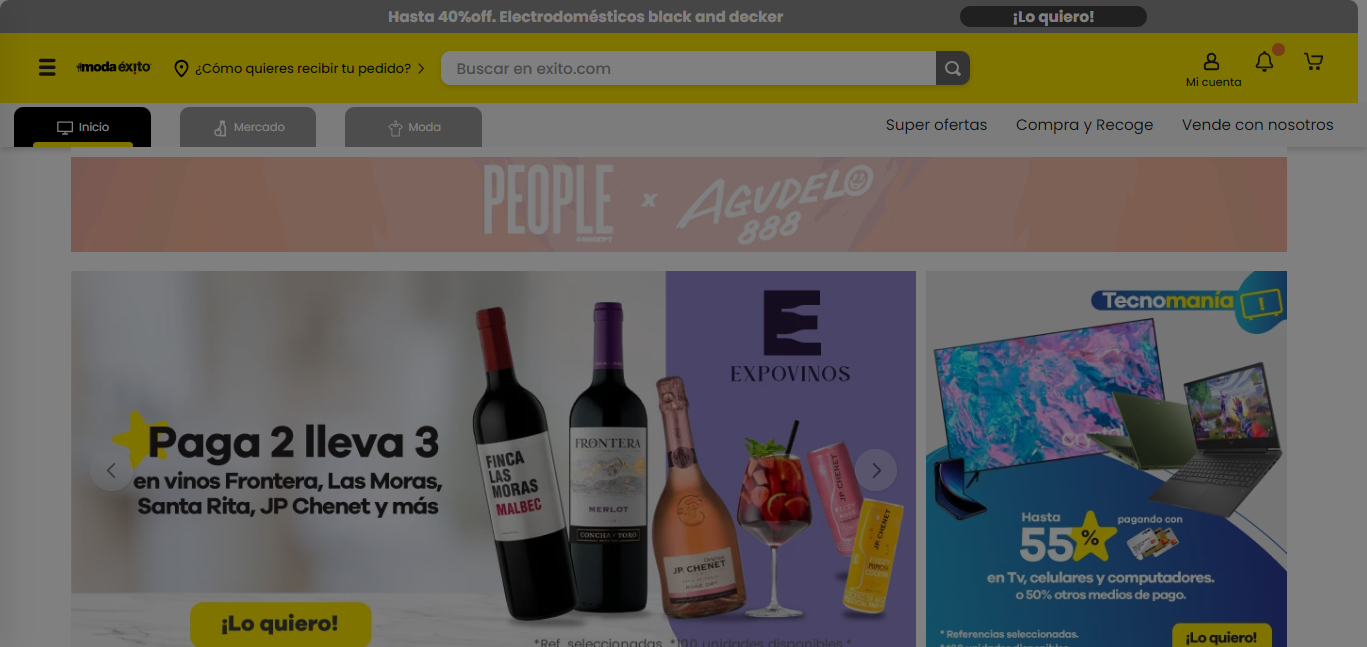 Hasta 40%off. Electrodomésticos black and decker
¡Lo quiero!
moda éxito
¿Cómo quieres recibir tu pedido?
Buscar en exito.com
Mi cuenta
Inicio
Mercado
Moda
Super ofertas
Compra y Recoge
Vende con nosotros
PEOPLE
CONCEPT
x
AGUDELO
888
Paga 2 lleva 3
en vinos Frontera, Las Moras,
Santa Rita, JP Chenet y más
¡Lo quiero!
FINCA
LAS
MORAS
MALBEC
FRONTERA
MERLOT
CONCHA Y TORO
JP. CHENET
JP. CHENET
JP. CHENET
E
EXPOVINOS
*Ref. seleccionadas. *190 unidades disponibles.*
Tecnomanía
Hasta
55%
pagando con
en Tv, celulares y computadores.
o 50% otros medios de pago.
* Referencias seleccionadas.
¡Lo quiero!